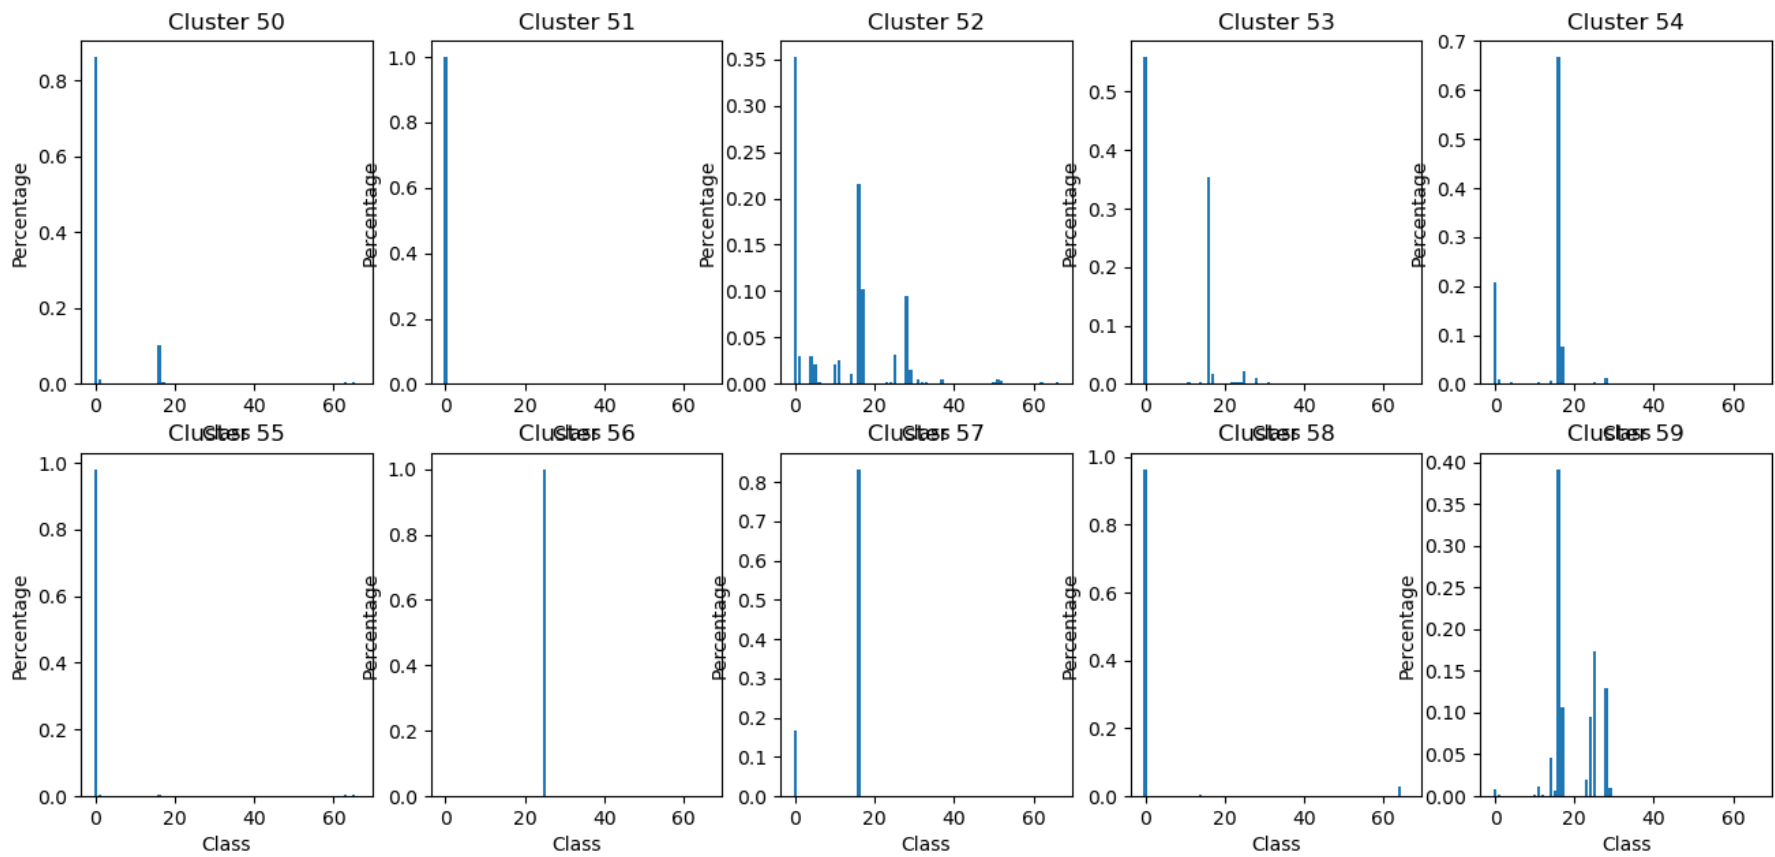 Cluster 50
Percentage
0.8
0.6
0.4
0.2
0.0
0 20 40 60
Class
Cluster 51
Percentage
1.0
0.8
0.6
0.4
0.2
0.0
0 20 40 60
Class
Cluster 52
Percentage
0.35
0.30
0.25
0.20
0.15
0.10
0.05
0.00
0 20 40 60
Class
Cluster 53
Percentage
0.5
0.4
0.3
0.2
0.1
0.0
0 20 40 60
Class
Cluster 54
Percentage
0.7
0.6
0.5
0.4
0.3
0.2
0.1
0.0
0 20 40 60
Class
Cluster 55
Percentage
1.0
0.8
0.6
0.4
0.2
0.0
0 20 40 60
Class
Cluster 56
Percentage
1.0
0.8
0.6
0.4
0.2
0.0
0 20 40 60
Class
Cluster 57
Percentage
0.8
0.7
0.6
0.5
0.4
0.3
0.2
0.1
0.0
0 20 40 60
Class
Cluster 58
Percentage
1.0
0.8
0.6
0.4
0.2
0.0
0 20 40 60
Class
Cluster 59
Percentage
0.40
0.35
0.30
0.25
0.20
0.15
0.10
0.05
0.00
0 20 40 60
Class